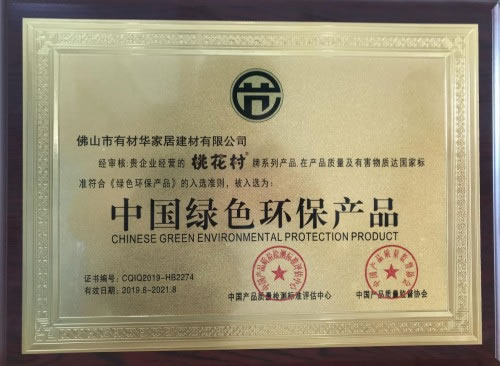 佛山市有材华家居建材有限公司
经审核:贵企业经营的 桃花村® 牌系列产品,在产品质量及有害物质达国家标
准符合《绿色环保产品》的入选准则,故入选为:
中国绿色环保产品
CHINESE GREEN ENVIRONMENTAL PROTECTION PRODUCT
证书编号:CQIQ2019-HB2274
有效日期:2019.6-2021.8
中国产品质量检测标准评估中心
中国产品质量监督协会